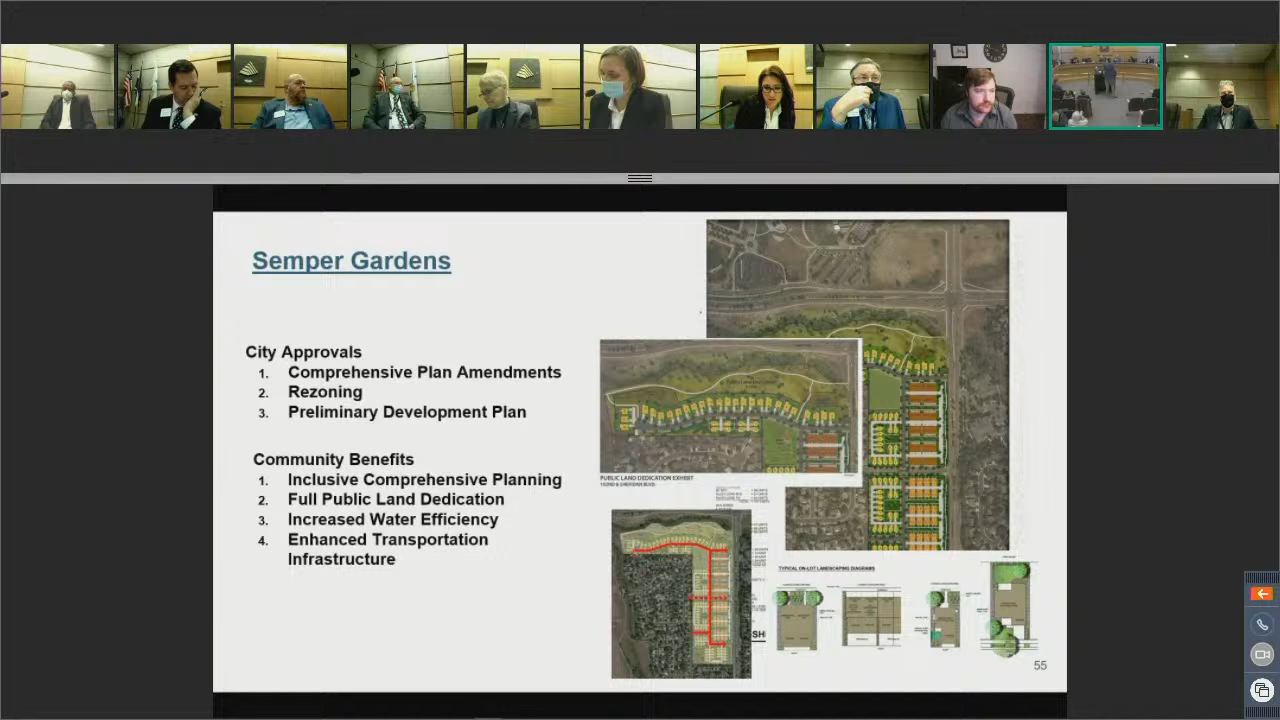 Semper Gardens
City Approvals
1. Comprehensive Plan Amendments
2. Rezoning
3. Preliminary Development Plan
Community Benefits
1. Inclusive Comprehensive Planning
2. Full Public Land Dedication
3. Increased Water Efficiency
4. Enhanced Transportation
Infrastructure
PUBLIC LAND DEDICATION EXHIBIT
TYPICAL ON-LOT LANDSCAPING DIAGRAMS
SH
55